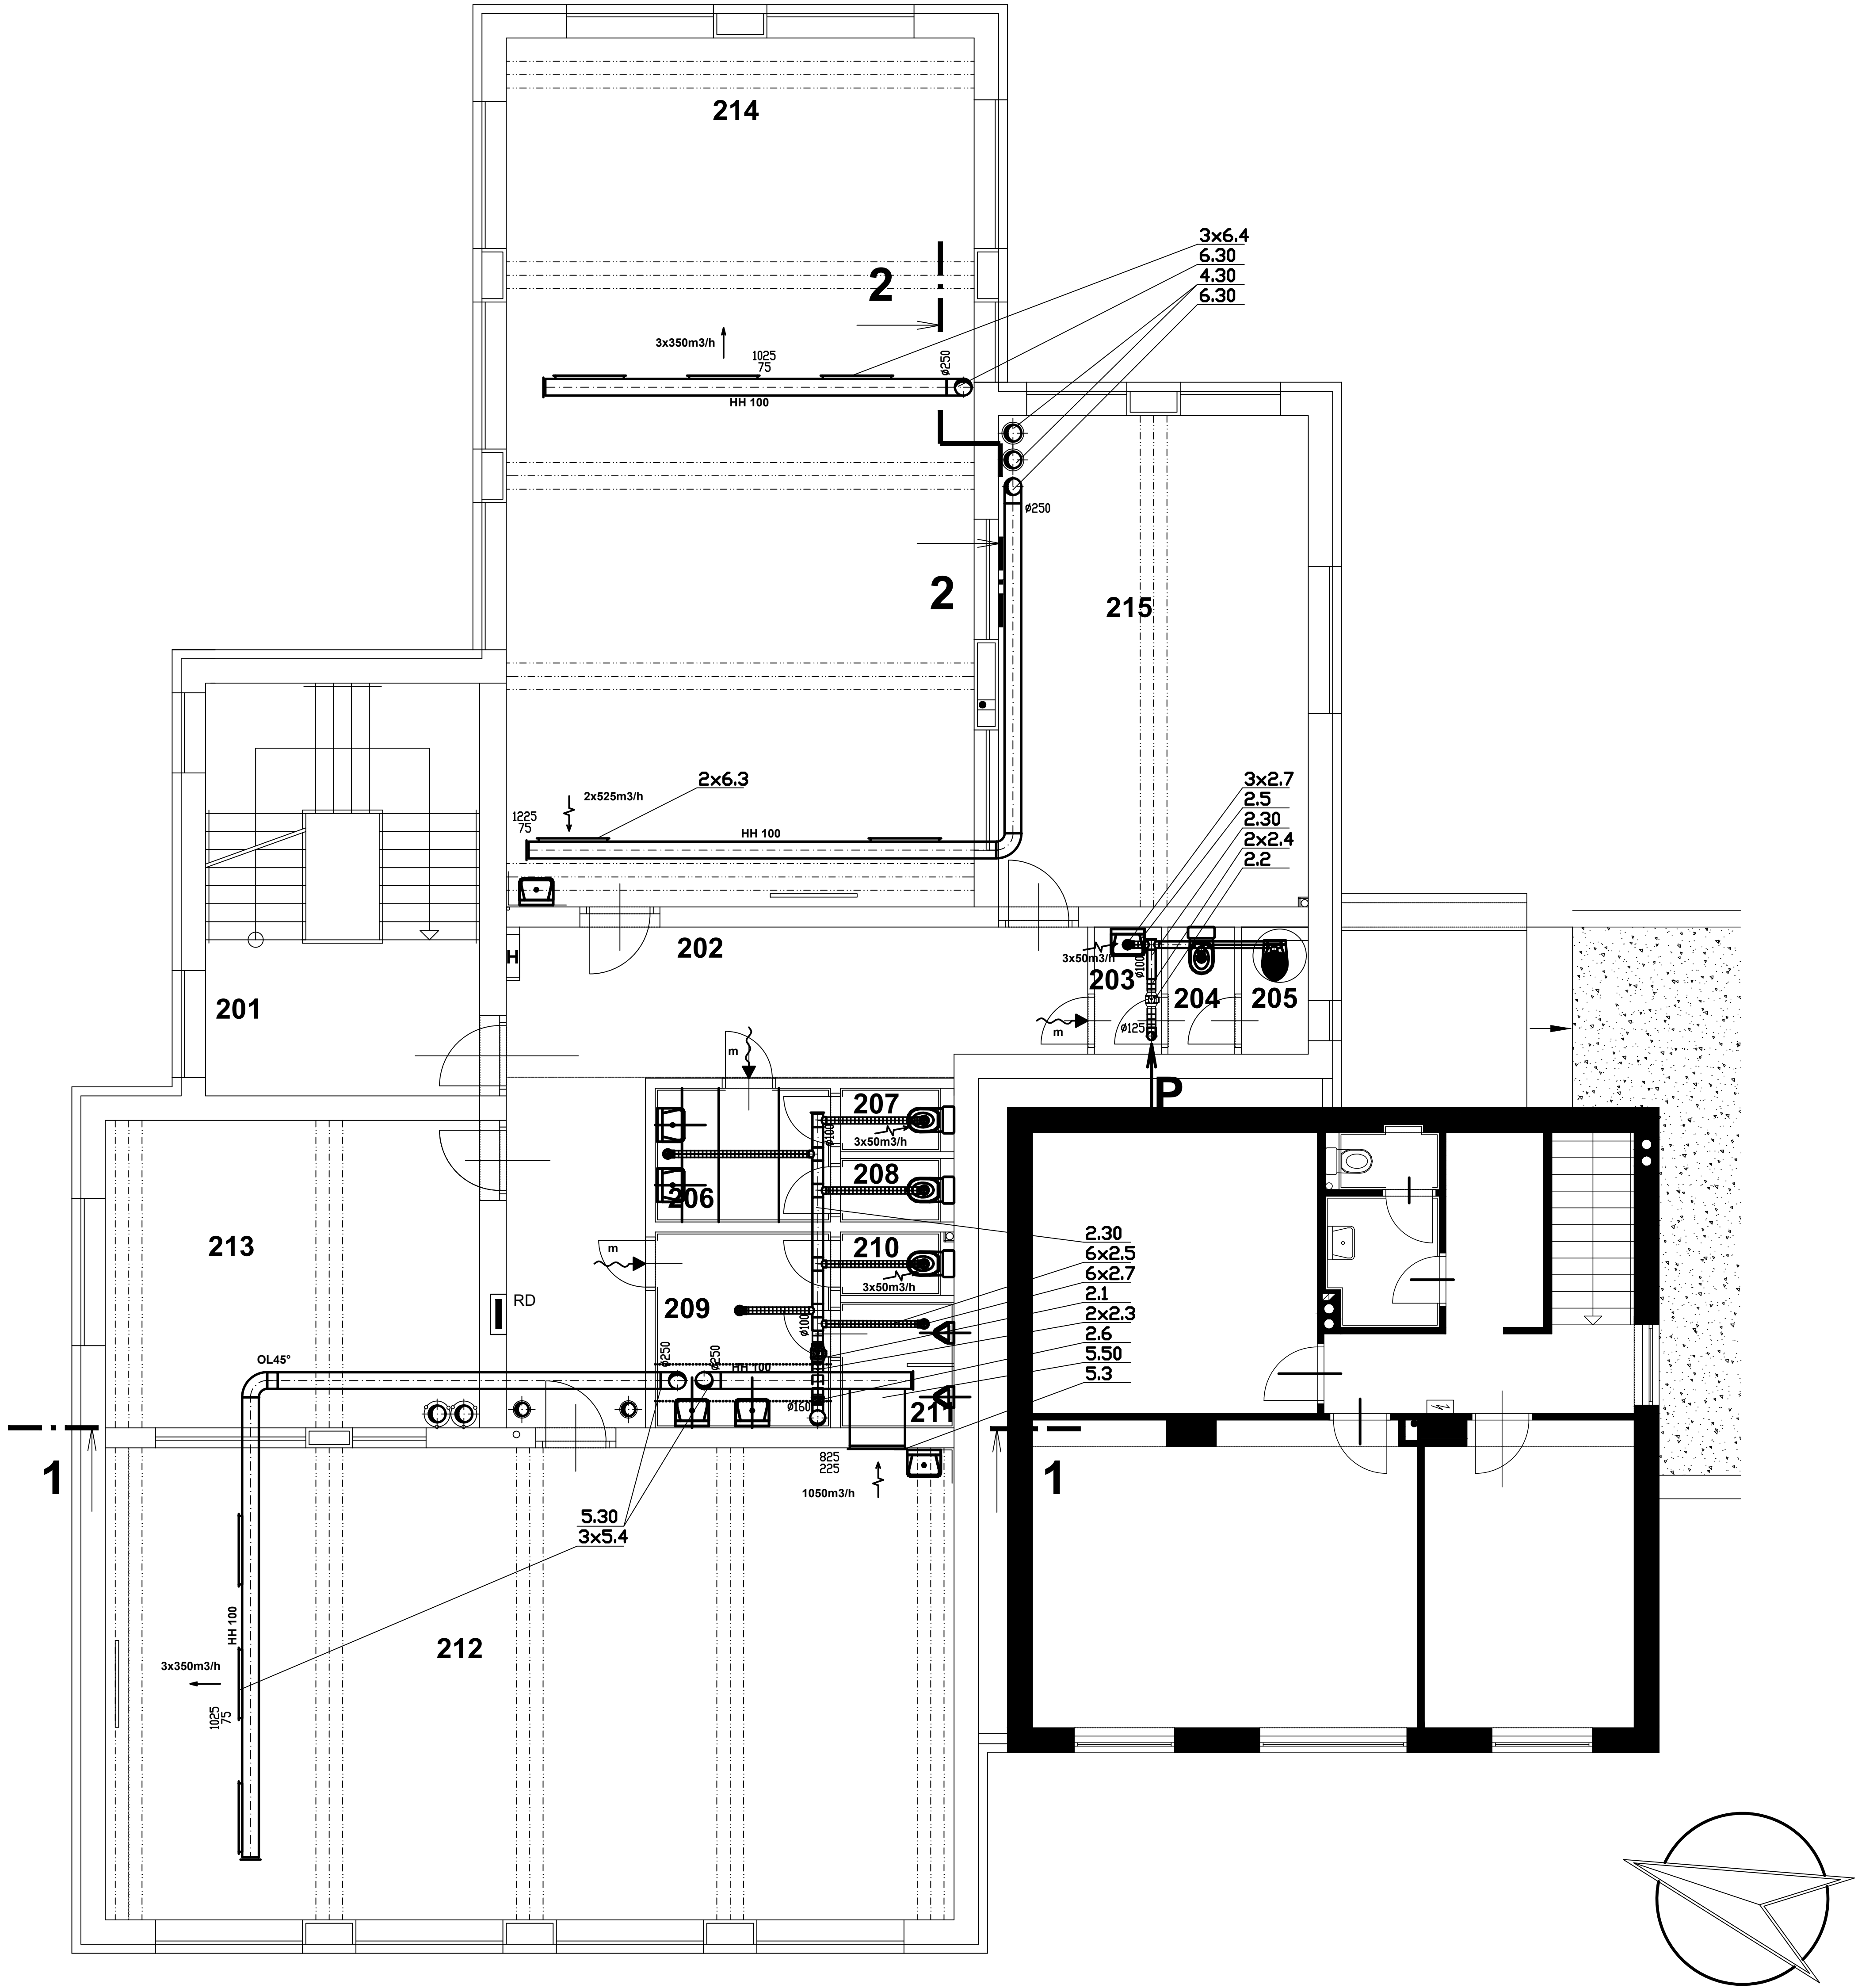 214
3x6.4
6.30
4.30
6.30
2
3x350m3/h
1025
75
ø250
HH 100
ø250
2
215
2x6.3
2x525m3/h
1225
75
HH 100
3x2.7
2.5
2.30
2x2.4
2.2
202
H
3x50m3/h
203
ø100
204
205
201
m
ø125
m
P
207
ø100
3x50m3/h
208
206
213
210
m
3x50m3/h
2.30
6x2.5
6x2.7
2.1
2x2.3
2.6
5.50
5.3
RD
209
ø100
OL45°
ø250
ø250
HH 100
ø160
211
1
825
225
1050m3/h
1
5.30
3x5.4
HH 100
212
3x350m3/h
1025
75